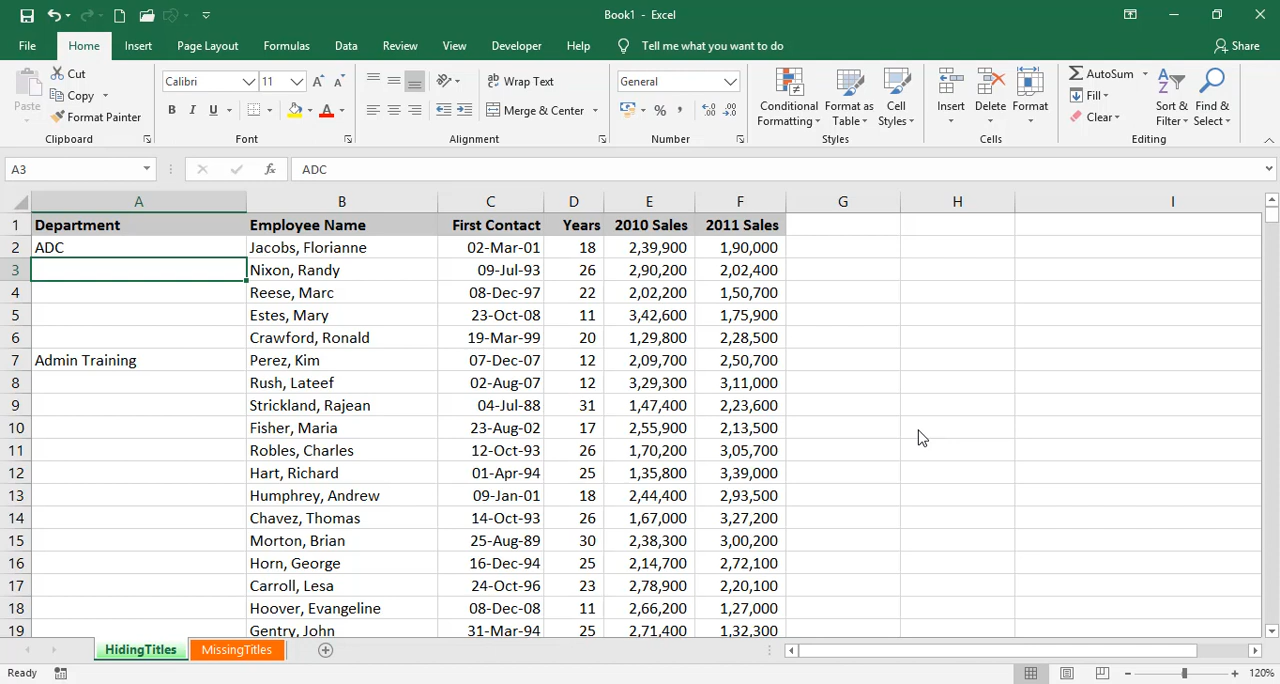 Book1 - Excel
File Home Insert Page Layout Formulas Data Review View Developer Help Tell me what you want to do Share
Paste Cut Copy Format Painter Clipboard
Calibri 11 B I U A A A Font
Wrap Text Merge & Center Alignment
General % , Number
Conditional Formatting Format as Table Cell Styles Styles
Insert Delete Format Cells
AutoSum Fill Clear Sort & Filter Find & Select Editing
A3 fx ADC
A B C D E F G H I
1 Department Employee Name First Contact Years 2010 Sales 2011 Sales
2 ADC Jacobs, Florianne 02-Mar-01 18 2,39,900 1,90,000
3 Nixon, Randy 09-Jul-93 26 2,90,200 2,02,400
4 Reese, Marc 08-Dec-97 22 2,02,200 1,50,700
5 Estes, Mary 23-Oct-08 11 3,42,600 1,75,900
6 Crawford, Ronald 19-Mar-99 20 1,29,800 2,28,500
7 Admin Training Perez, Kim 07-Dec-07 12 2,09,700 2,50,700
8 Rush, Lateef 02-Aug-07 12 3,29,300 3,11,000
9 Strickland, Rajean 04-Jul-88 31 1,47,400 2,23,600
10 Fisher, Maria 23-Aug-02 17 2,55,900 2,13,500
11 Robles, Charles 12-Oct-93 26 1,70,200 3,05,700
12 Hart, Richard 01-Apr-94 25 1,35,800 3,39,000
13 Humphrey, Andrew 09-Jan-01 18 2,44,400 2,93,500
14 Chavez, Thomas 14-Oct-93 26 1,67,000 3,27,200
15 Morton, Brian 25-Aug-89 30 2,38,300 3,00,200
16 Horn, George 16-Dec-94 25 2,14,700 2,72,100
17 Carroll, Lesa 24-Oct-96 23 2,78,900 2,20,100
18 Hoover, Evangeline 08-Dec-08 11 2,66,200 1,27,000
19 Gentry, John 31-Mar-94 25 2,71,400 1,32,300
HidingTitles MissingTitles
Ready 120%